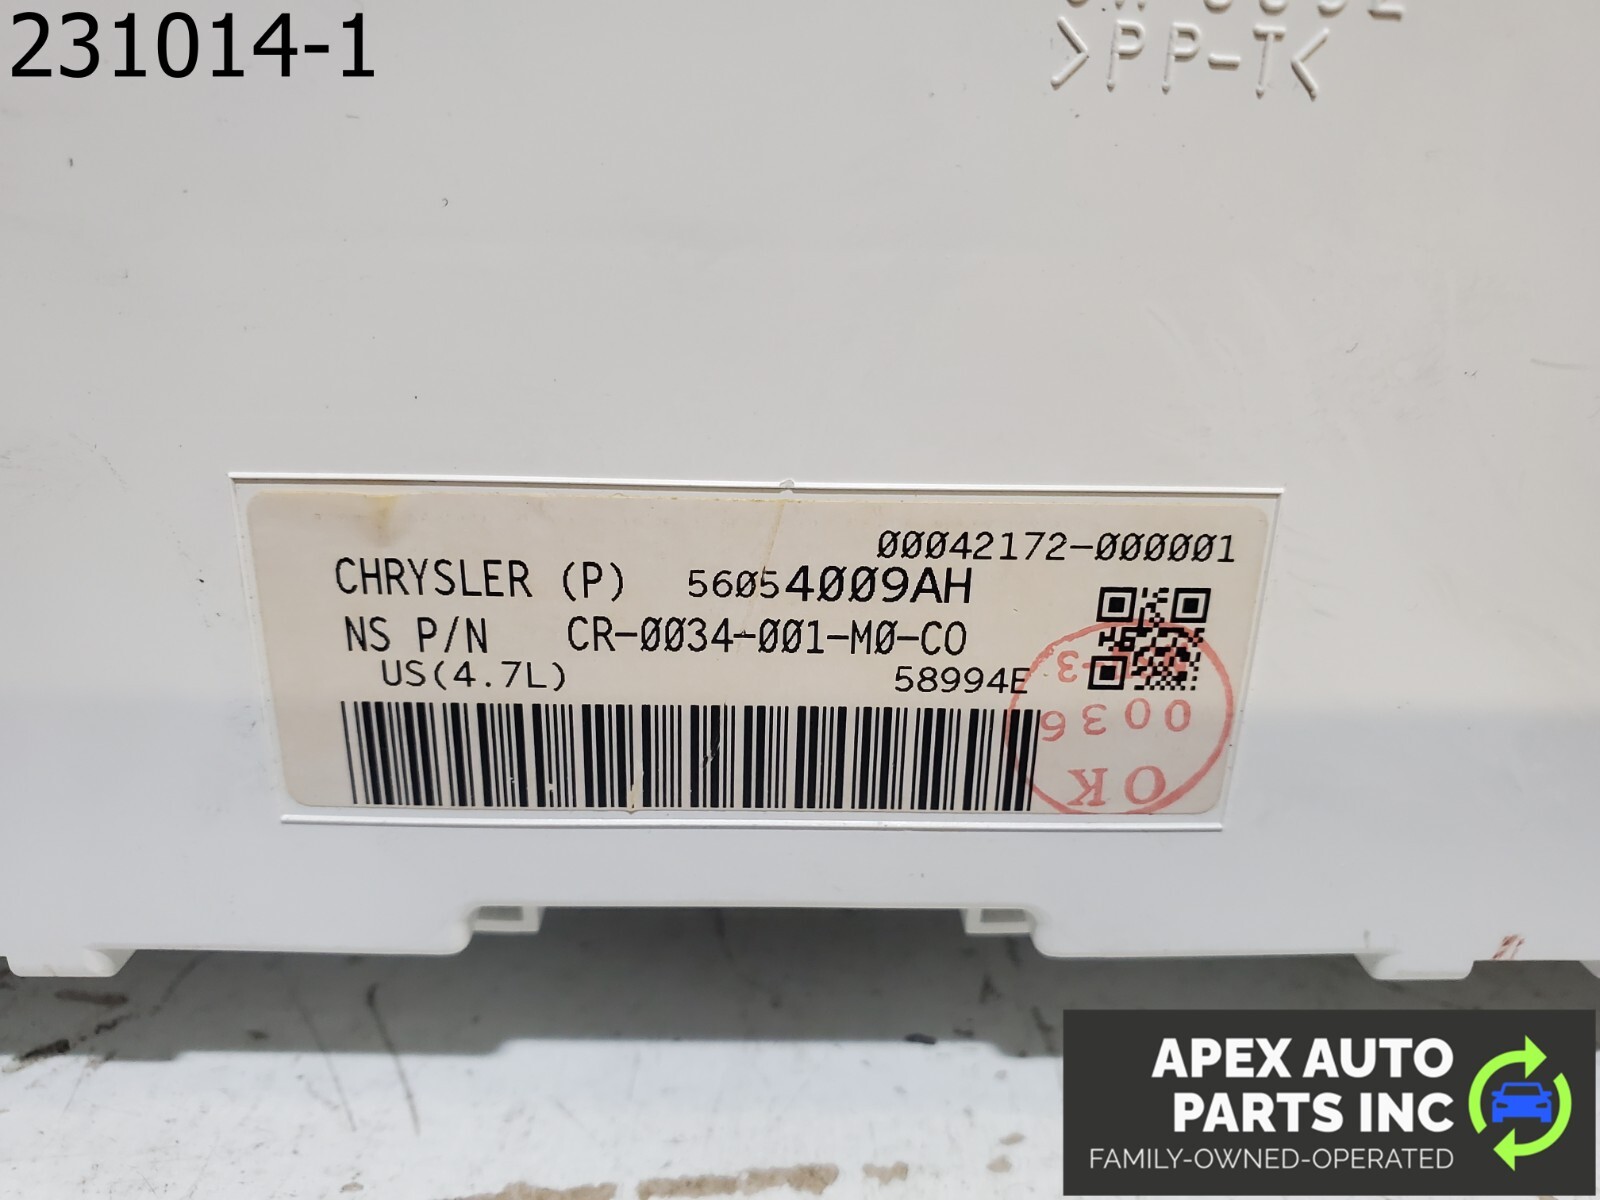 231014-1
>PP-T<
00042172-000001
CHRYSLER (P) 56054009AH
NS P/N CR-0034-001-M0-CO
US(4.7L) 58994E
0036
OK
APEX AUTO
PARTS INC
FAMILY-OWNED-OPERATED